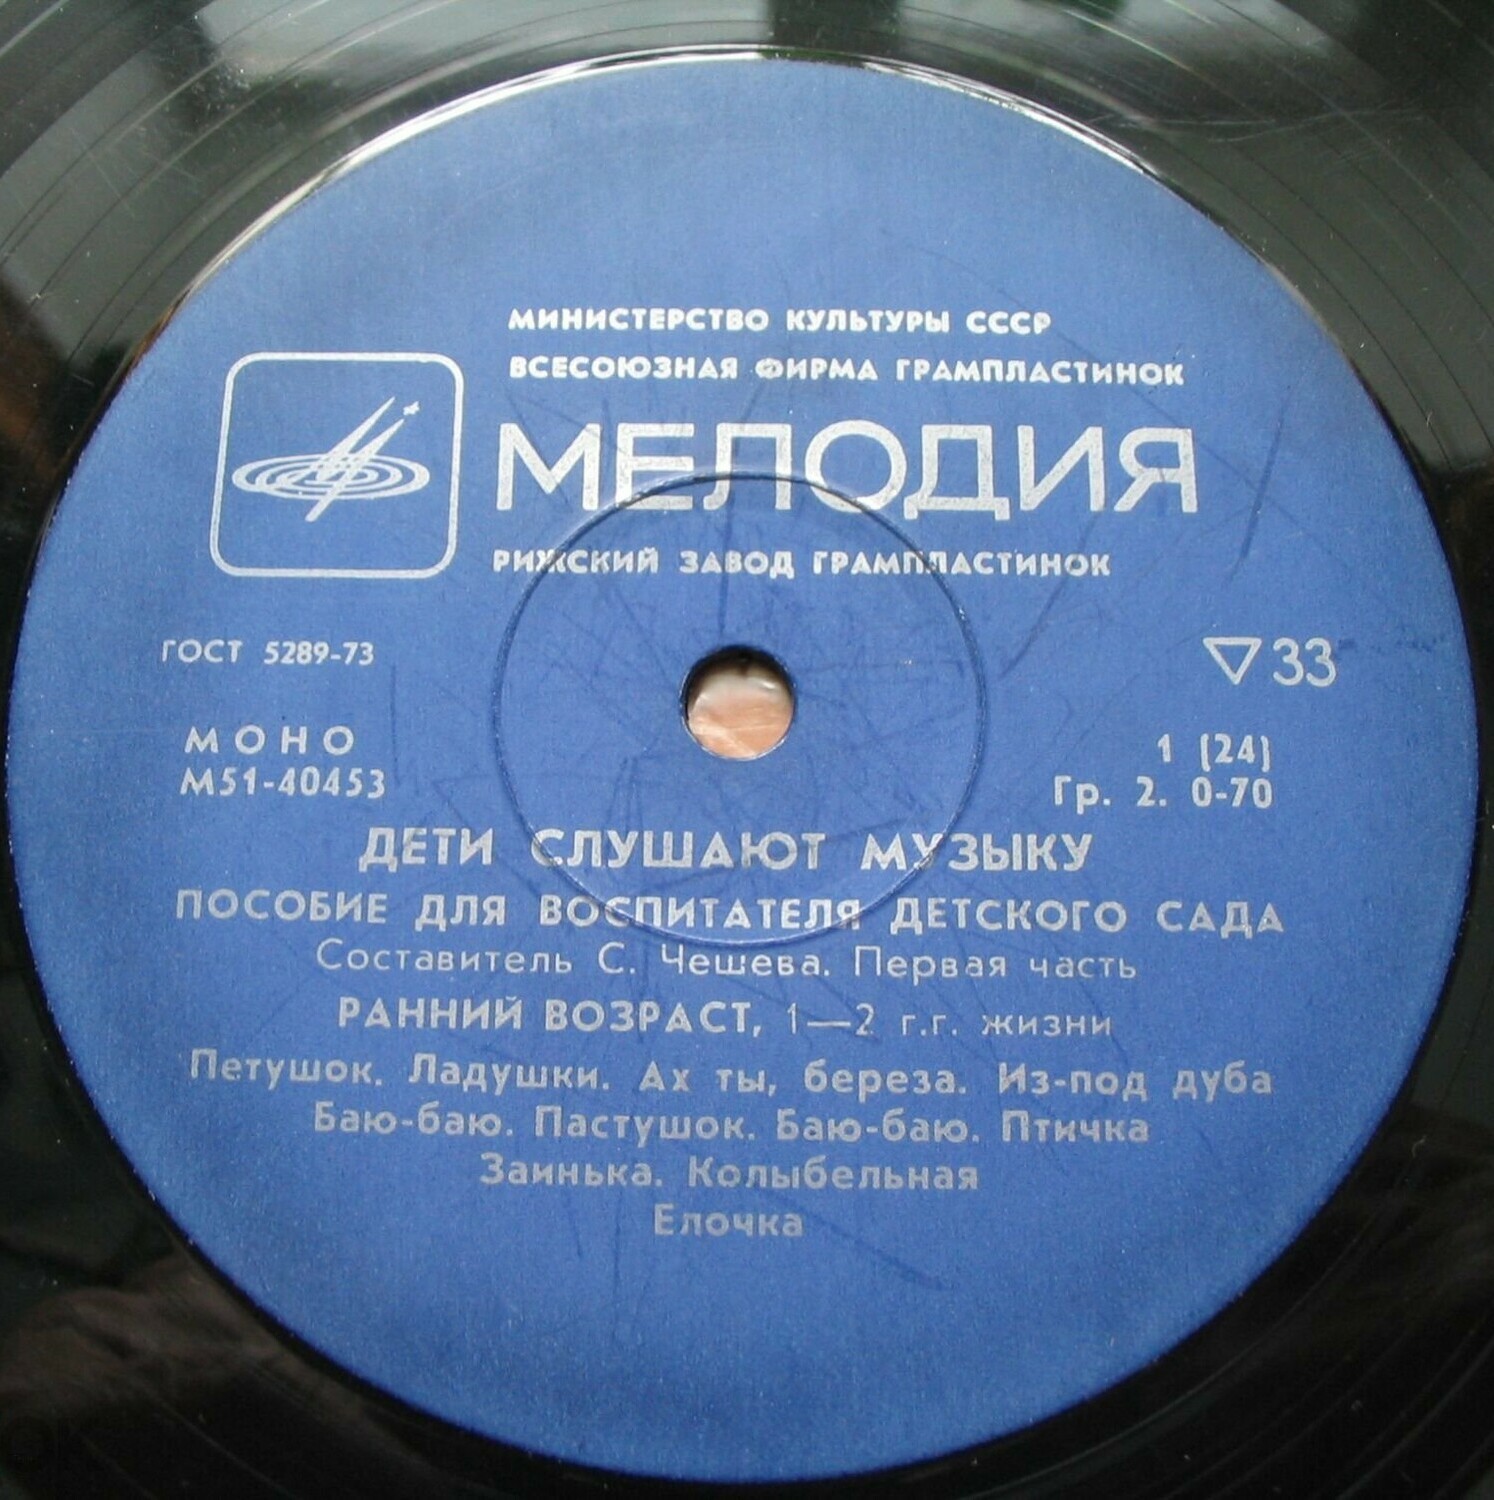 МИНИСТЕРСТВО КУЛЬТУРЫ СССР
ВСЕСОЮЗНАЯ ФИРМА ГРАМПЛАСТИНОК
МЕЛОДИЯ
РИЖСКИЙ ЗАВОД ГРАМПЛАСТИНОК
ГОСТ 5289-73
▽33
МОНО
М51-40453
1 (24)
Гр. 2. 0-70
ДЕТИ СЛУШАЮТ МУЗЫКУ
ПОСОБИЕ ДЛЯ ВОСПИТАТЕЛЯ ДЕТСКОГО САДА
Составитель С. Чешева. Первая часть
РАННИЙ ВОЗРАСТ, 1—2 г.г. жизни
Петушок. Ладушки. Ах ты, береза. Из-под дуба
Баю-баю. Пастушок. Баю-баю. Птичка
Заинька. Колыбельная
Елочка